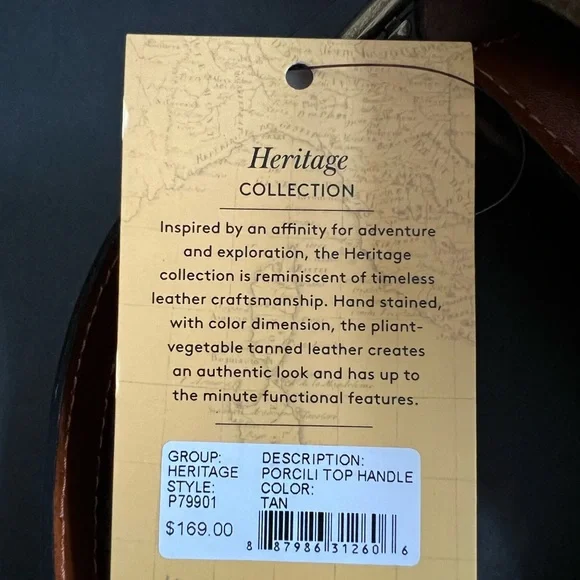 Heritage
COLLECTION
Inspired by an affinity for adventure
and exploration, the Heritage
collection is reminiscent of timeless
leather craftsmanship. Hand stained,
with color dimension, the pliant-
vegetable tanned leather creates
an authentic look and has up to
the minute functional features.
GROUP:
HERITAGE
STYLE:
P79901
$169.00
DESCRIPTION:
PORCILI TOP HANDLE
COLOR:
TAN
8 87986 31260 6